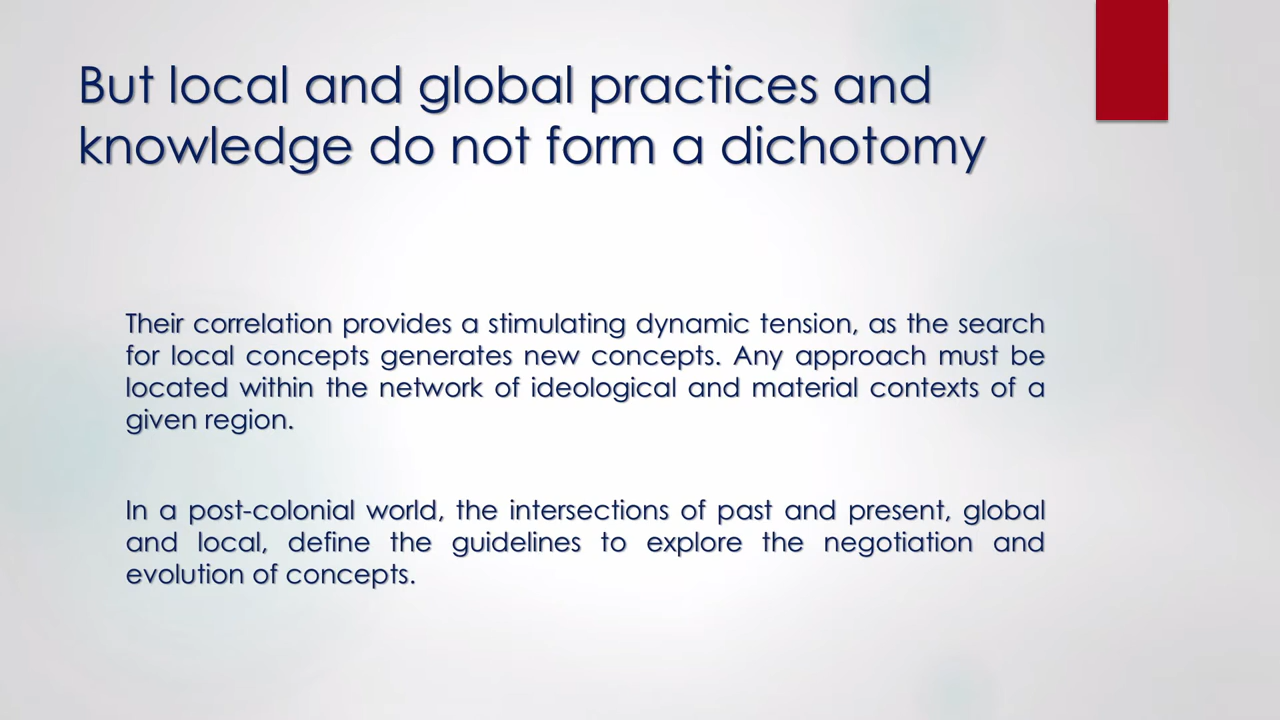 But local and global practices and
knowledge do not form a dichotomy
Their correlation provides a stimulating dynamic tension, as the search
for local concepts generates new concepts. Any approach must be
located within the network of ideological and material contexts of a
given region.
In a post-colonial world, the intersections of past and present, global
and local, define the guidelines to explore the negotiation and
evolution of concepts.